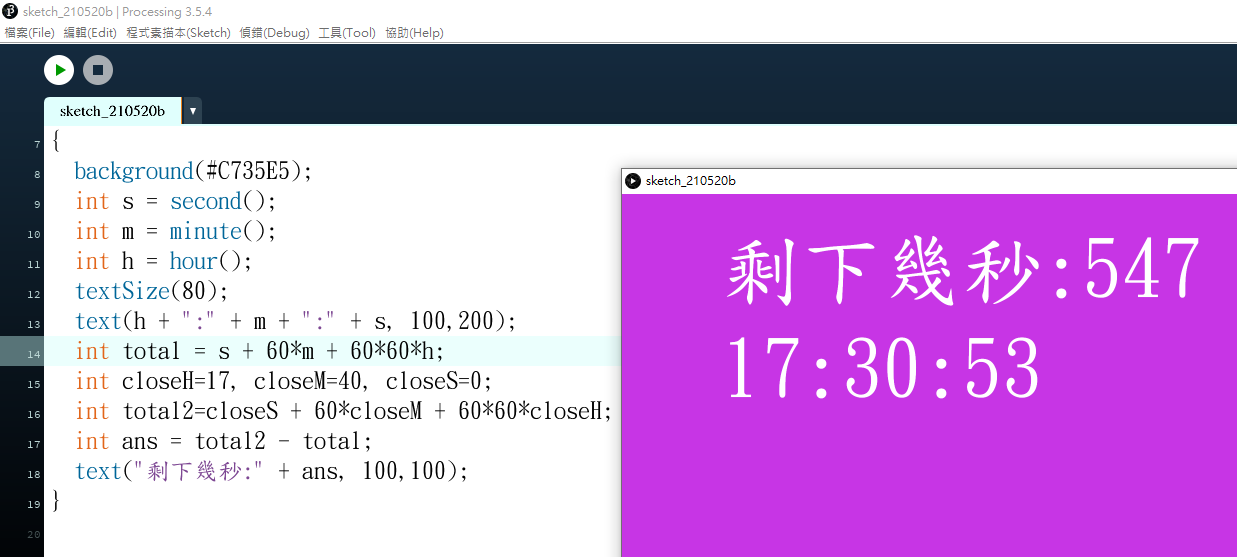 sketch_210520b | Processing 3.5.4
檔案(File) 編輯(Edit) 程式素描本(Sketch) 偵錯(Debug) 工具(Tool) 協助(Help)
sketch_210520b ▼
7 {
8 background(#C735E5);
9 int s = second();
10 int m = minute();
11 int h = hour();
12 textSize(80);
13 text(h + ":" + m + ":" + s, 100,200);
14 int total = s + 60*m + 60*60*h;
15 int closeH=17, closeM=40, closeS=0;
16 int total2=closeS + 60*closeM + 60*60*closeH;
17 int ans = total2 - total;
18 text("剩下幾秒:" + ans, 100,100);
19 }
20
sketch_210520b
剩下幾秒:547
17:30:53